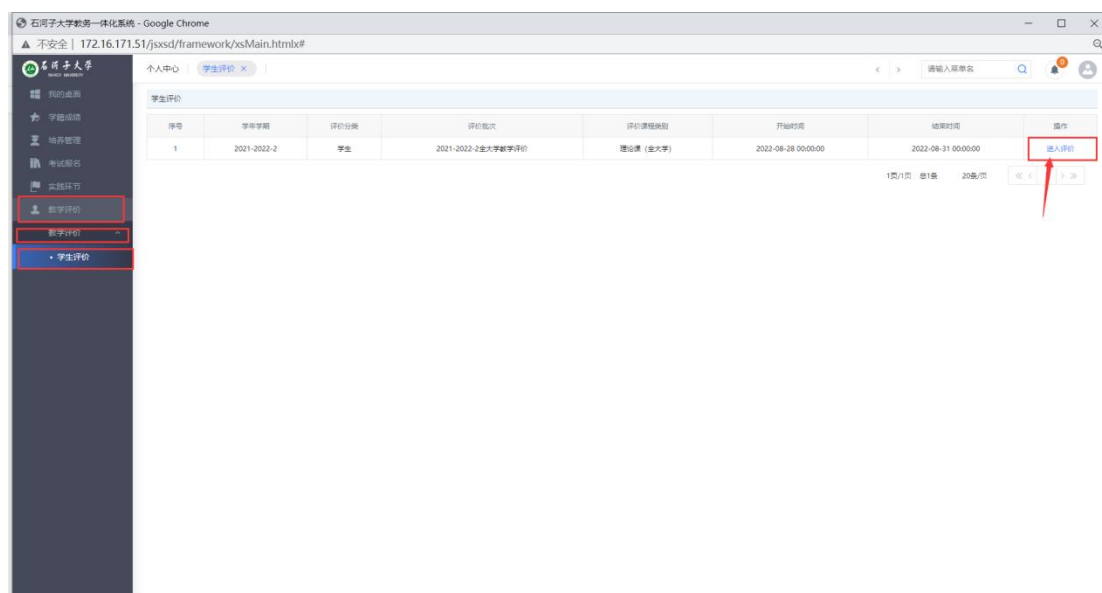 石河子大学教务一体化系统 - Google Chrome
不安全 | 172.16.171.51/jsxsd/framework/xsMain.htmlx#
石河子大学
个人中心 学生评价 ×
请输入菜单名
0
我的桌面
学籍成绩
培养管理
考试报名
实践环节
教学评价
教学评价
• 学生评价
学生评价
序号 学年学期 评价分类 评价批次 评价课程类别 开始时间 结束时间 操作
1 2021-2022-2 学生 2021-2022-2全大学教学评价 理论课（全大学） 2022-08-28 00:00:00 2022-08-31 00:00:00 进入评价
1页/1页 总1条 20条/页